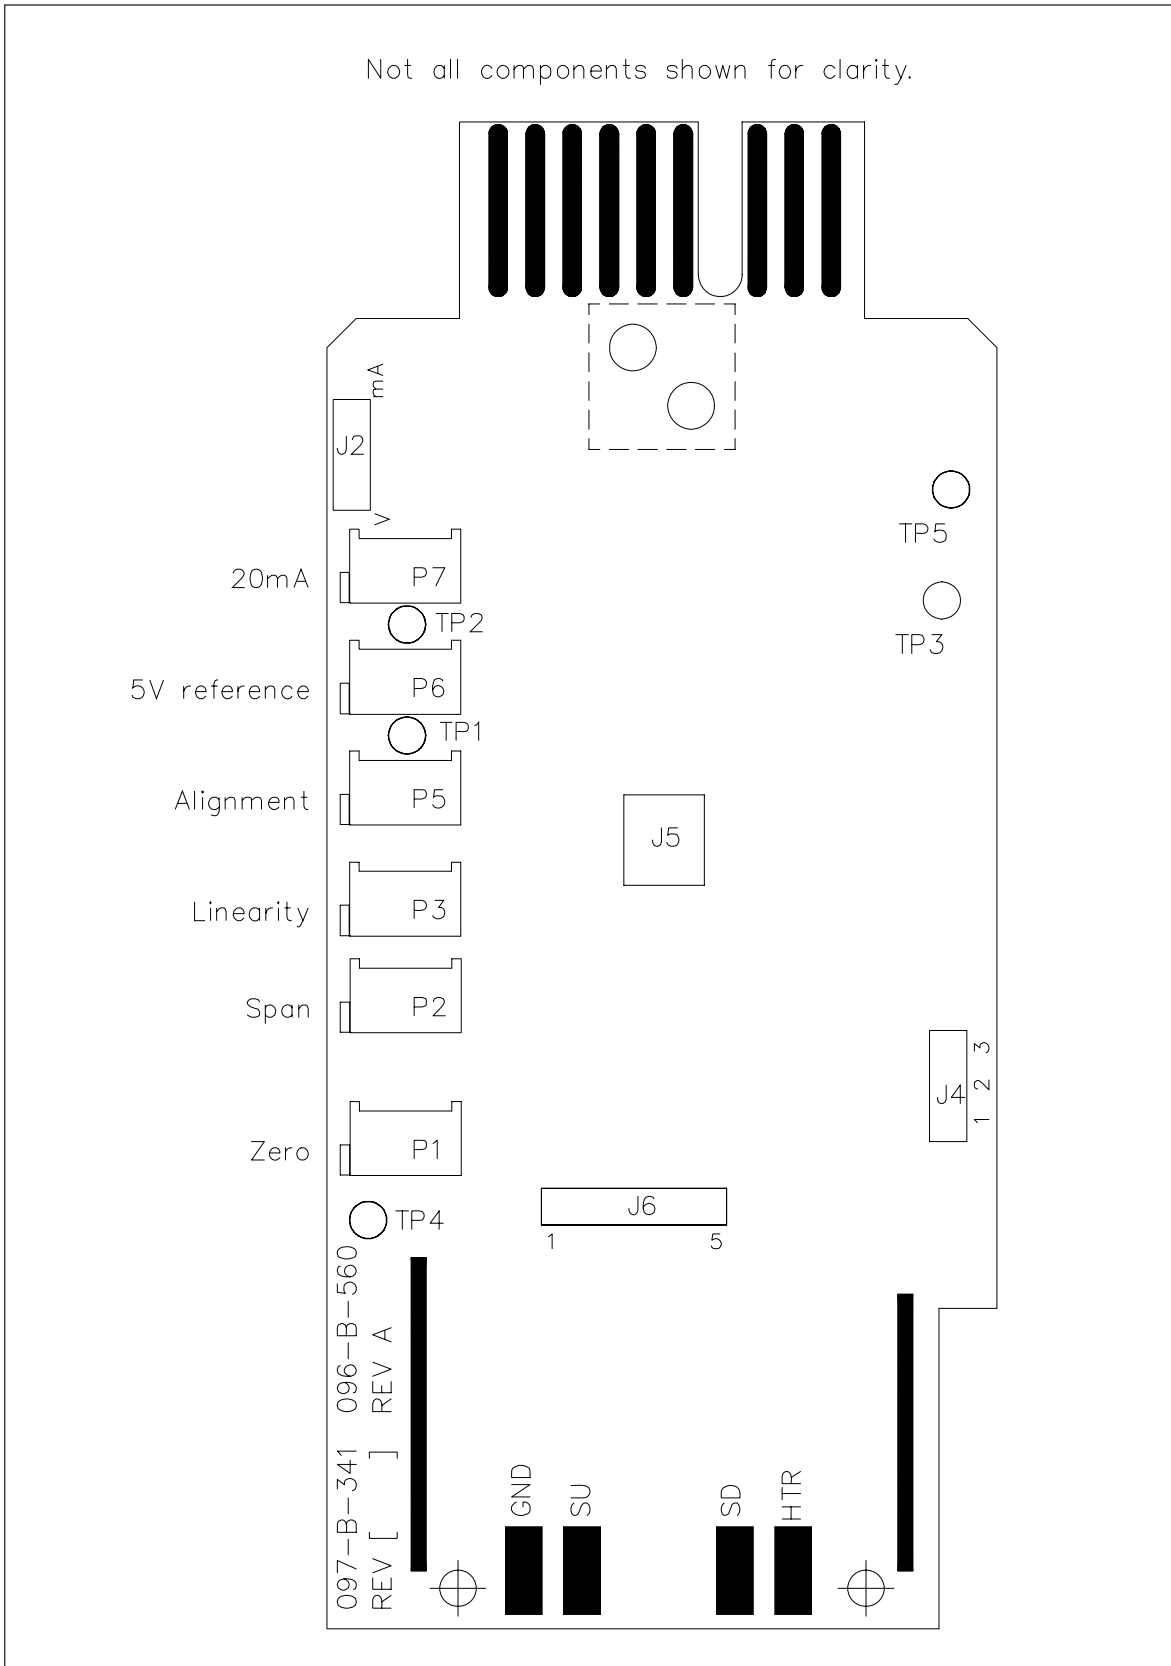 Not all components shown for clarity.
mA
J2
V
TP5
20mA
P7
TP2
TP3
5V reference
P6
TP1
Alignment
P5
J5
Linearity
P3
Span
P2
J4
1 2 3
Zero
P1
TP4
J6
1
5
096-B-560
REV A
097-B-341
REV [ ]
GND
SU
SD
HTR